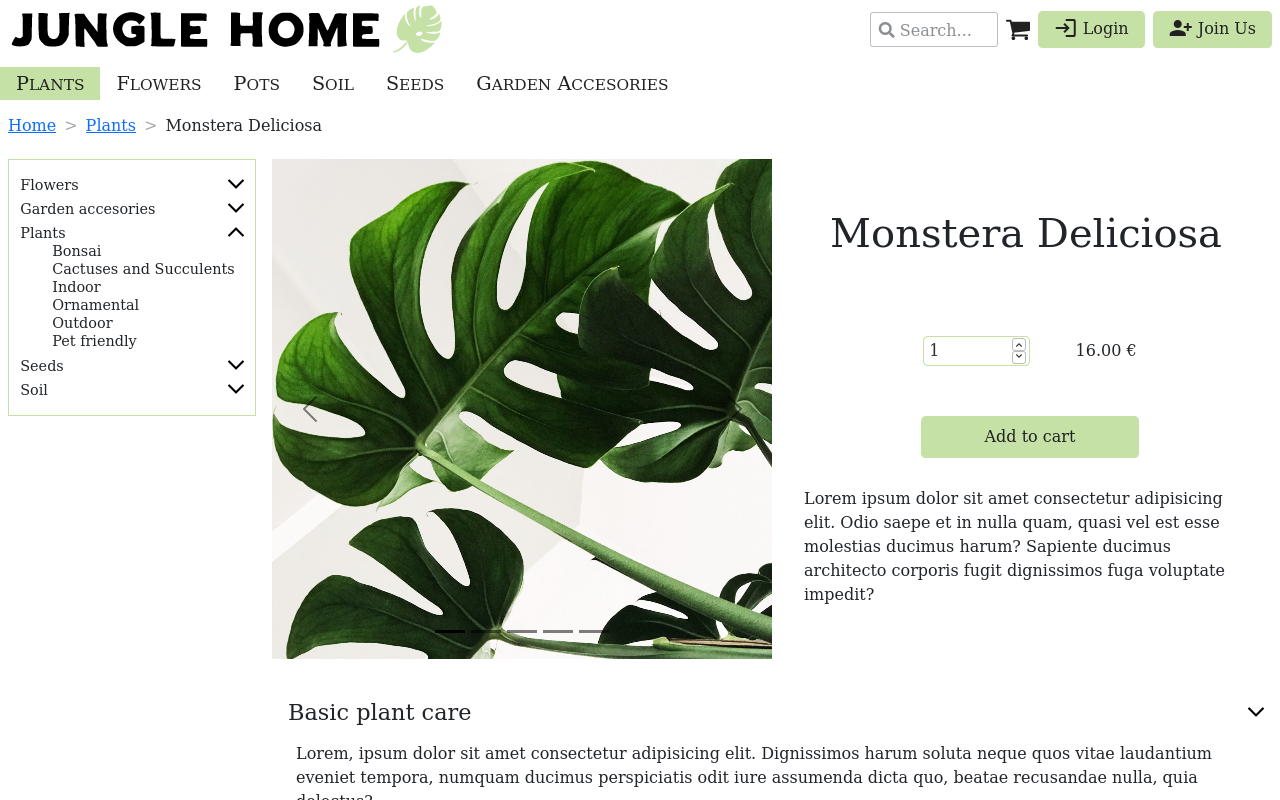 JUNGLE HOME
Search...
Login
Join Us
Plants
Flowers
Pots
Soil
Seeds
Garden Accesories
Home > Plants > Monstera Deliciosa
Flowers
Garden accesories
Plants
Bonsai
Cactuses and Succulents
Indoor
Ornamental
Outdoor
Pet friendly
Seeds
Soil
Monstera Deliciosa
1
16.00 €
Add to cart
Lorem ipsum dolor sit amet consectetur adipisicing
elit. Odio saepe et in nulla quam, quasi vel est esse
molestias ducimus harum? Sapiente ducimus
architecto corporis fugit dignissimos fuga voluptate
impedit?
Basic plant care
Lorem, ipsum dolor sit amet consectetur adipisicing elit. Dignissimos harum soluta neque quos vitae laudantium
eveniet tempora, numquam ducimus perspiciatis odit iure assumenda dicta quo, beatae recusandae nulla, quia
delectus?